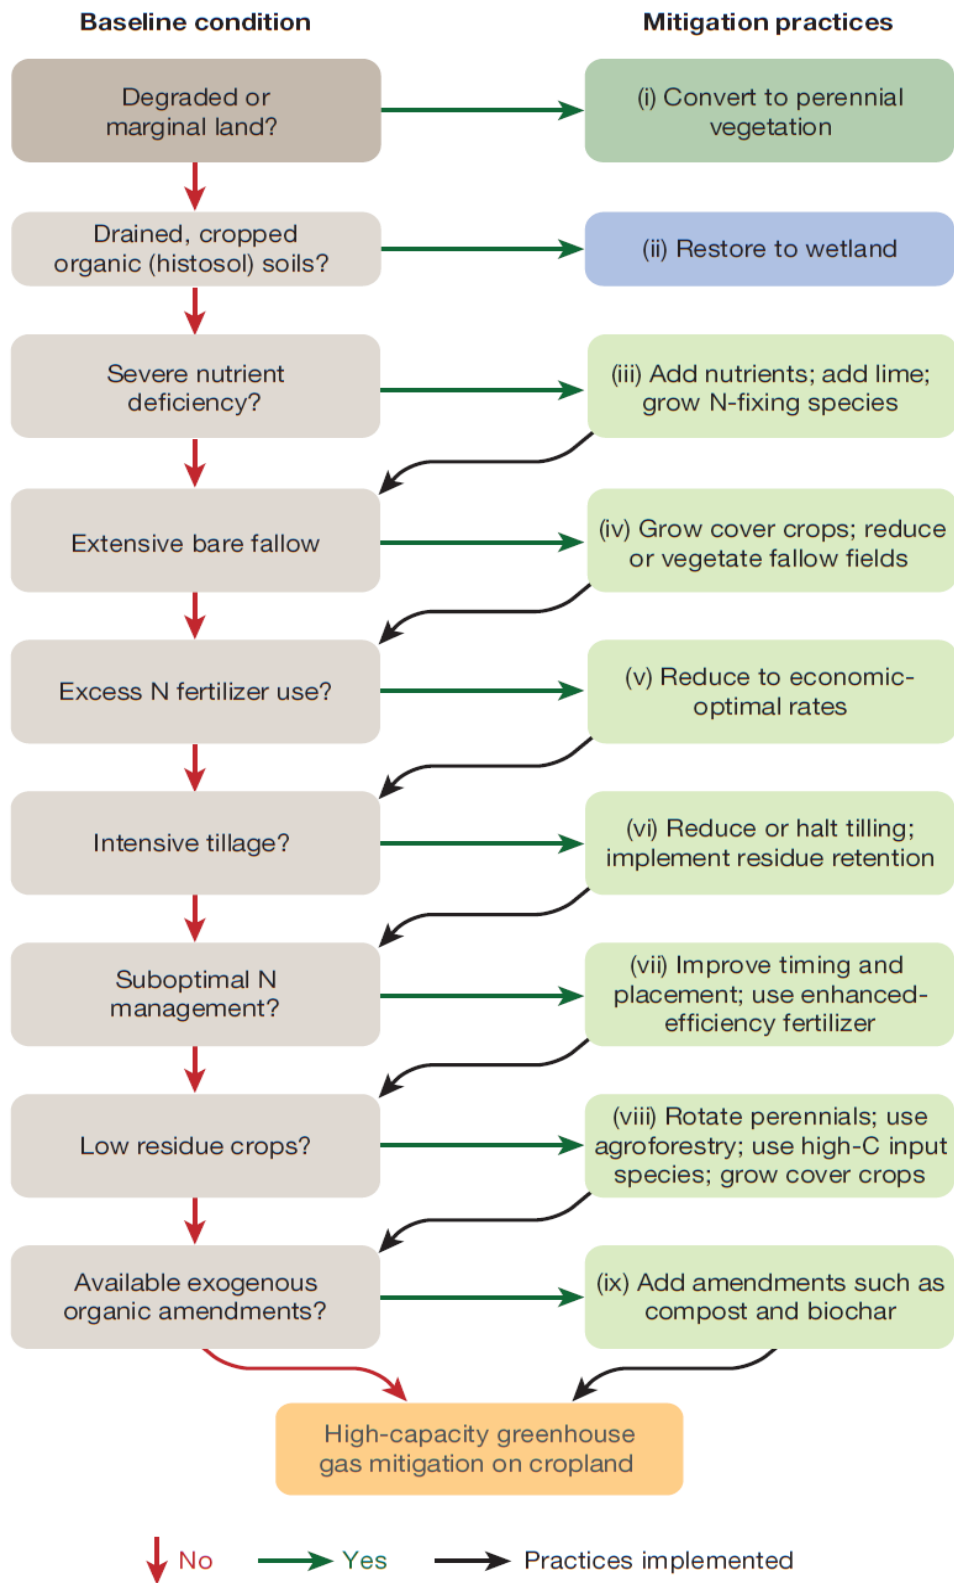 Baseline condition
Mitigation practices
Degraded or
marginal land?
(i) Convert to perennial
vegetation
Drained, cropped
organic (histosol) soils?
(ii) Restore to wetland
Severe nutrient
deficiency?
(iii) Add nutrients; add lime;
grow N-fixing species
Extensive bare fallow
(iv) Grow cover crops; reduce
or vegetate fallow fields
Excess N fertilizer use?
(v) Reduce to economic-
optimal rates
Intensive tillage?
(vi) Reduce or halt tilling;
implement residue retention
Suboptimal N
management?
(vii) Improve timing and
placement; use enhanced-
efficiency fertilizer
Low residue crops?
(viii) Rotate perennials; use
agroforestry; use high-C input
species; grow cover crops
Available exogenous
organic amendments?
(ix) Add amendments such as
compost and biochar
High-capacity greenhouse
gas mitigation on cropland
No
Yes
Practices implemented